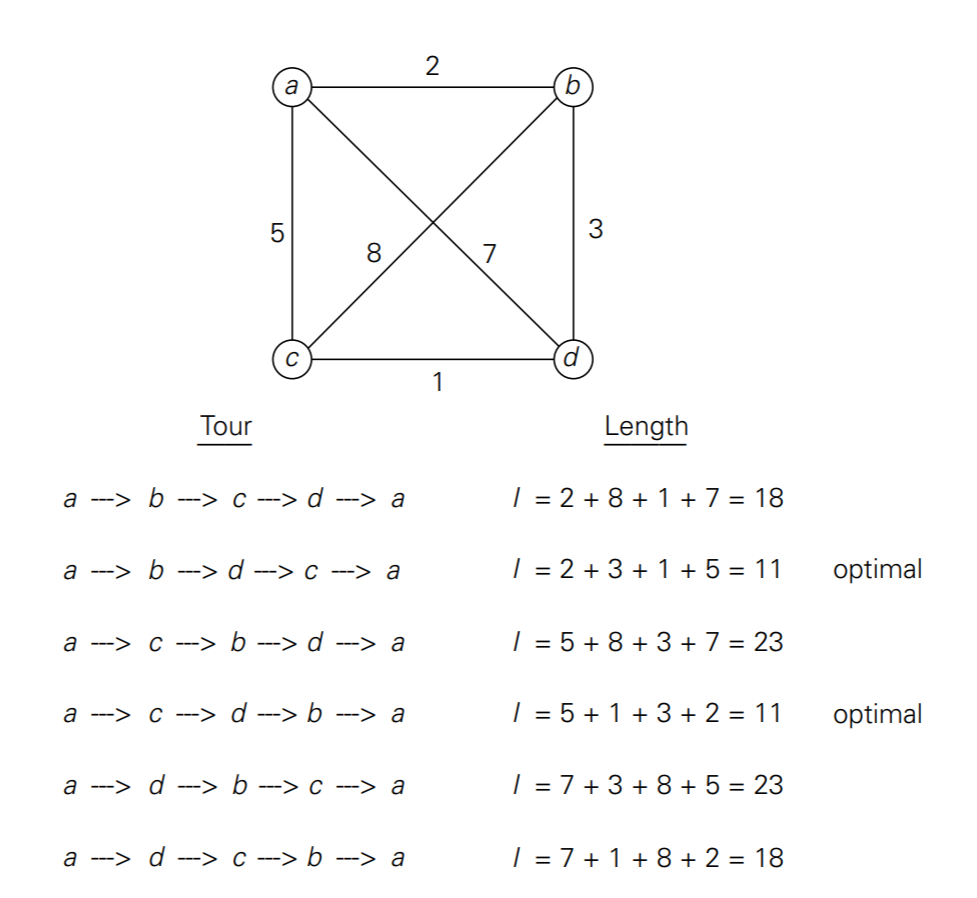 2
a b
5 8 7 3
c d
1
Tour Length
a ---> b ---> c ---> d ---> a l = 2 + 8 + 1 + 7 = 18
a ---> b ---> d ---> c ---> a l = 2 + 3 + 1 + 5 = 11 optimal
a ---> c ---> b ---> d ---> a l = 5 + 8 + 3 + 7 = 23
a ---> c ---> d ---> b ---> a l = 5 + 1 + 3 + 2 = 11 optimal
a ---> d ---> b ---> c ---> a l = 7 + 3 + 8 + 5 = 23
a ---> d ---> c ---> b ---> a l = 7 + 1 + 8 + 2 = 18